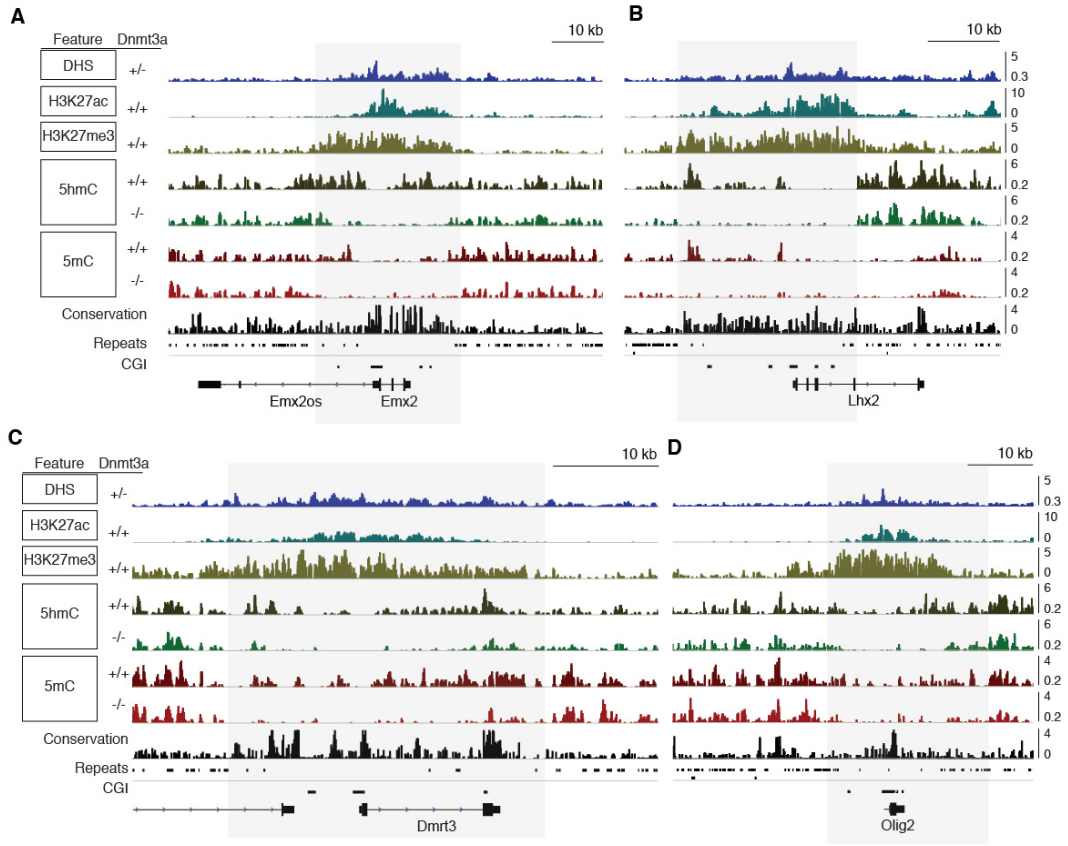 A
B
10 kb
10 kb
Feature Dnmt3a
DHS +/- 5 0.3
H3K27ac +/+ 10 0
H3K27me3 +/+ 5 0
5hmC +/+ 6 0.2
-/- 6 0.2
5mC +/+ 4 0.2
-/- 4 0.2
Conservation 4 0
Repeats
CGI
Emx2os Emx2 Lhx2
C
D
10 kb
10 kb
Feature Dnmt3a
DHS +/- 5 0.3
H3K27ac +/+ 10 0
H3K27me3 +/+ 5 0
5hmC +/+ 6 0.2
-/- 6 0.2
5mC +/+ 4 0.2
-/- 4 0.2
Conservation 4 0
Repeats
CGI
Dmrt3 Olig2